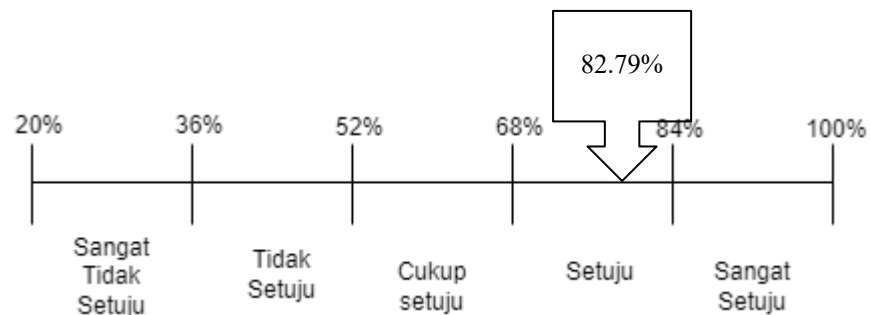 82.79%
20% 36% 52% 68% 84% 100%
Sangat
Tidak
Setuju
Tidak
Setuju
Cukup
setuju
Setuju
Sangat
Setuju